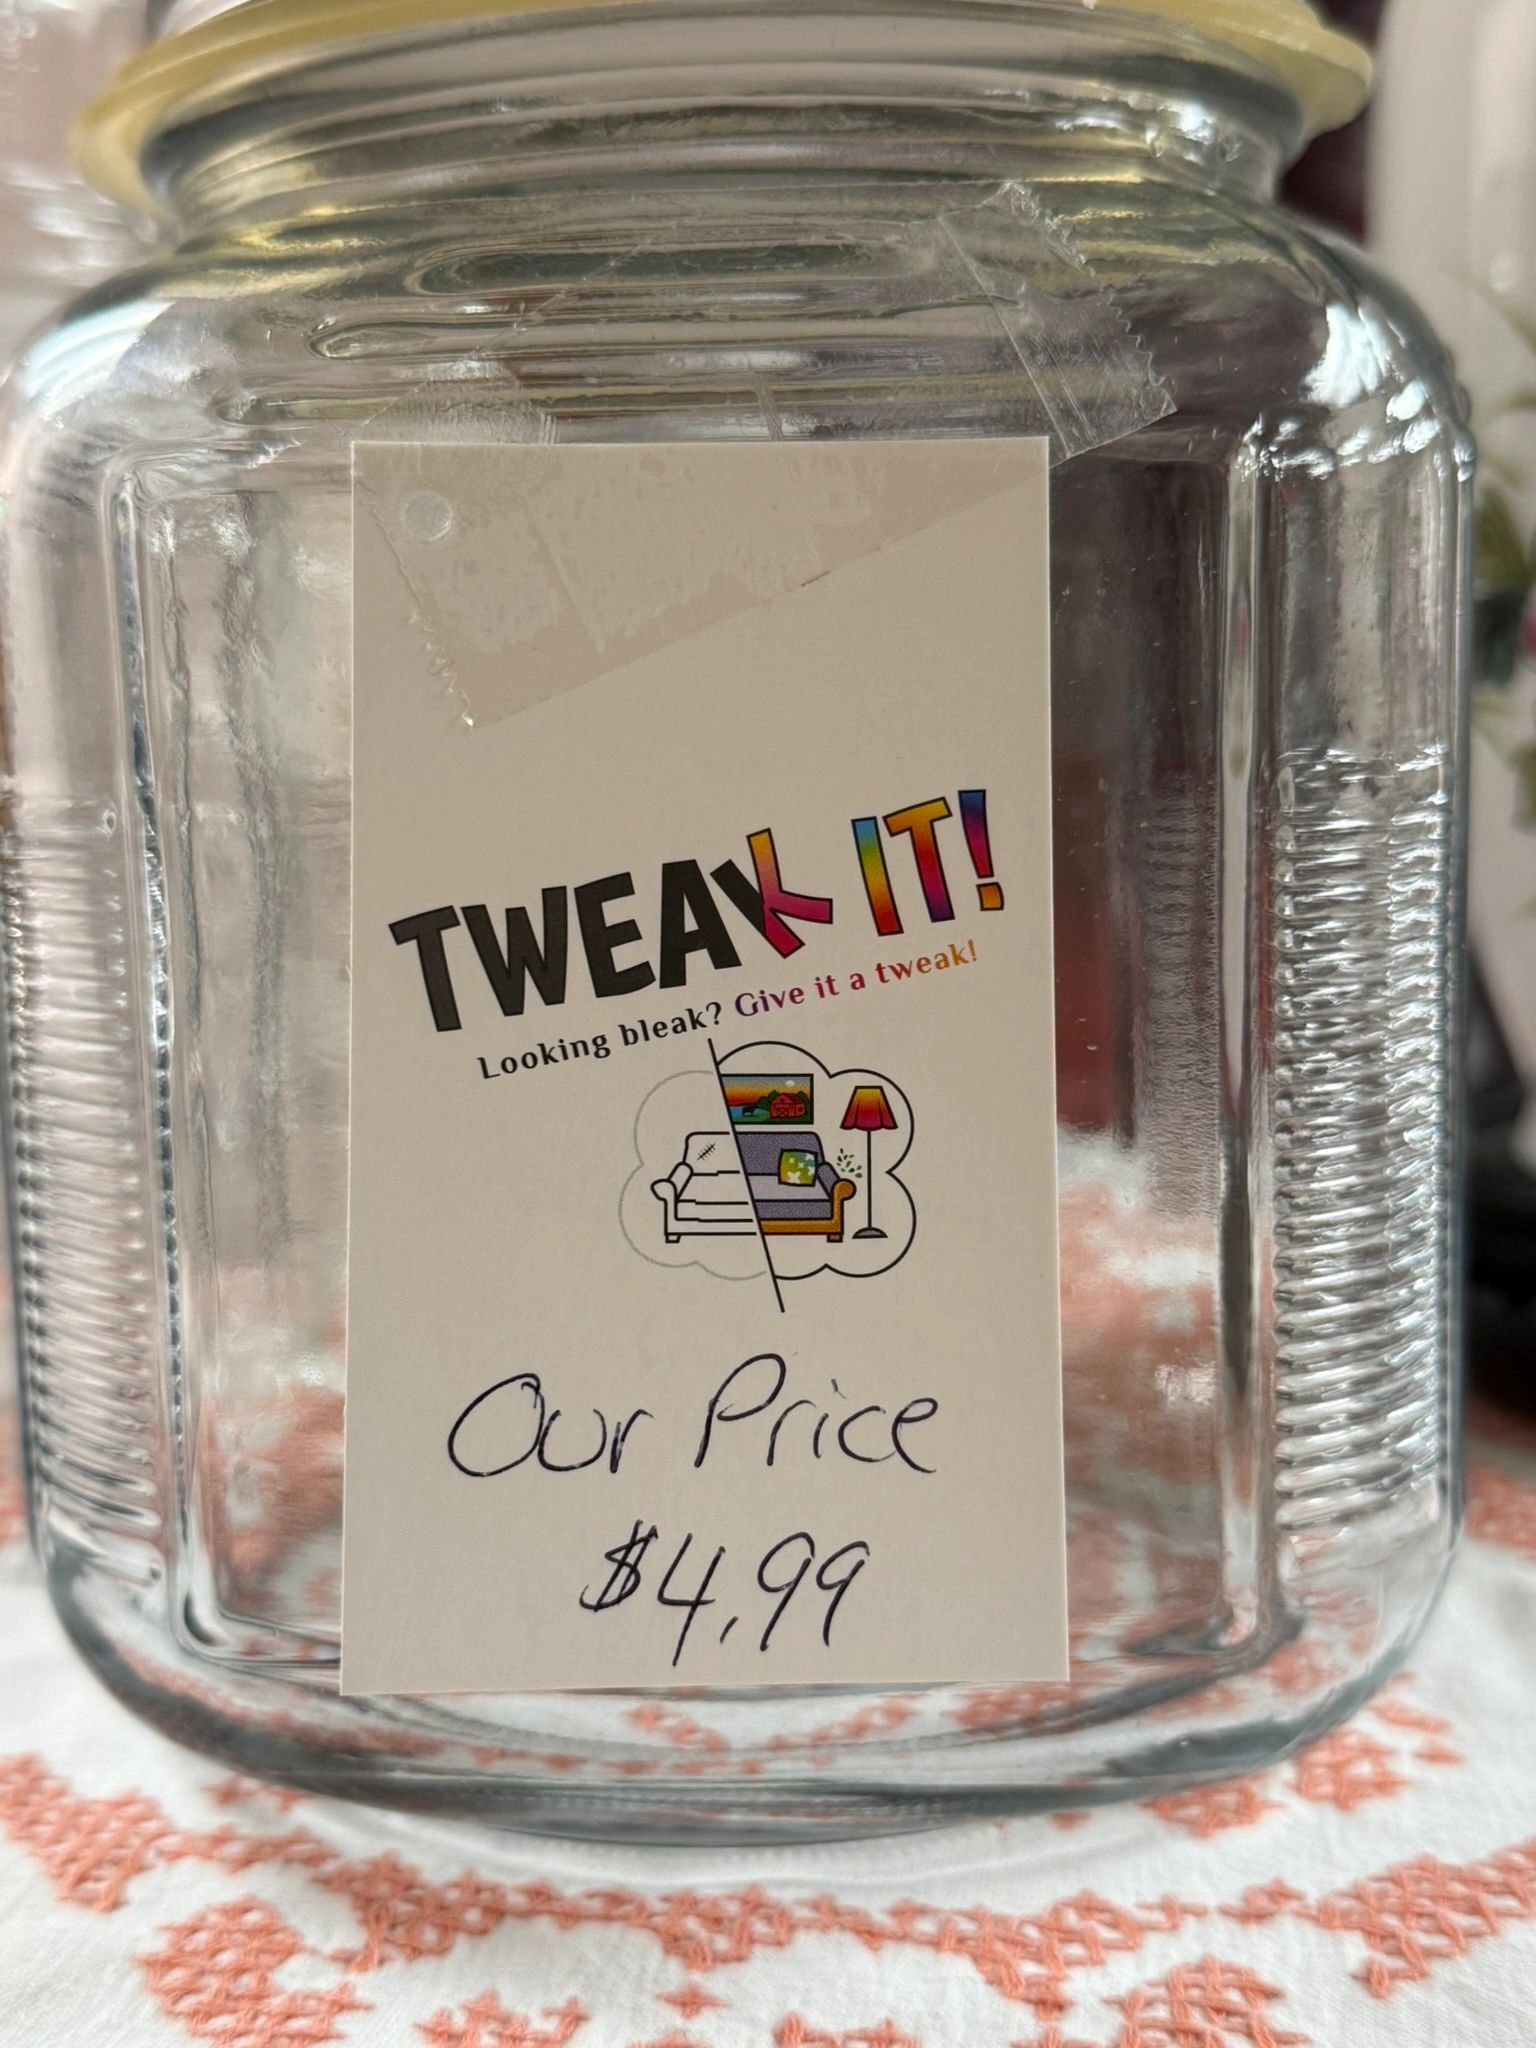 TWEAK IT!
Looking bleak? Give it a tweak!
Our Price
$4.99